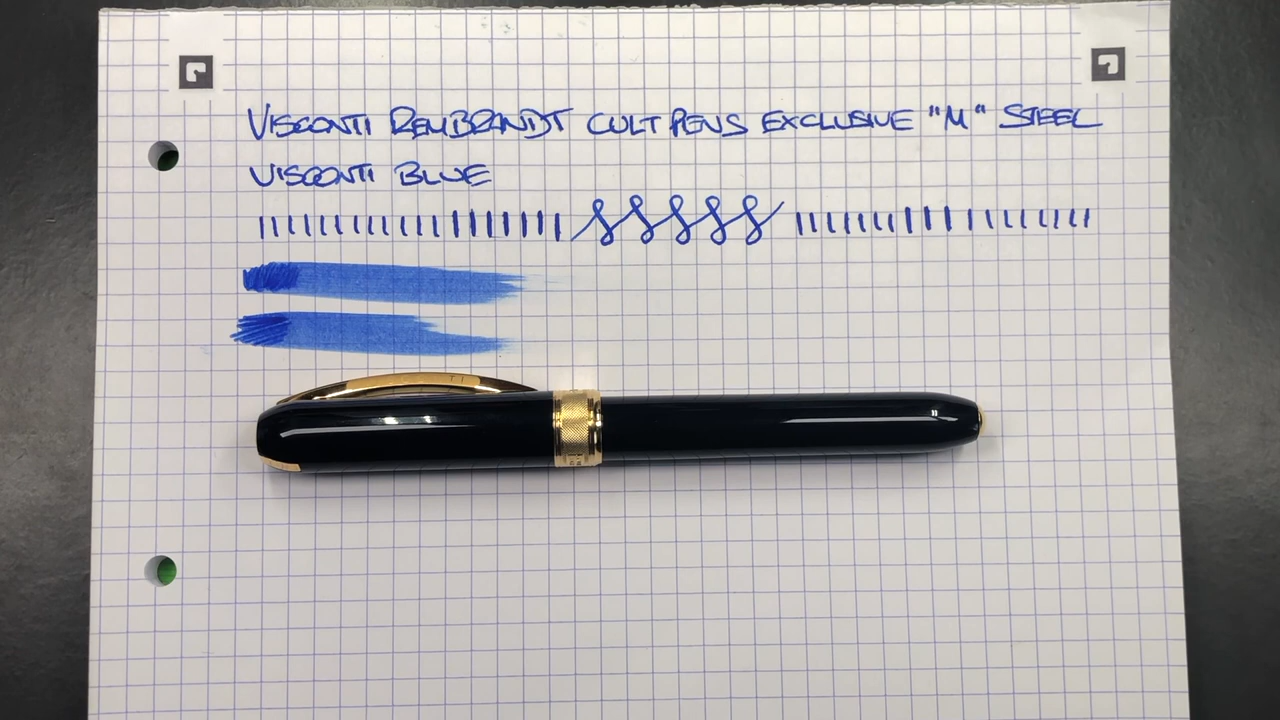 VISCONTI REMBRANDT CULT PENS EXCLUSIVE "M" STEEL
VISCONTI BLUE